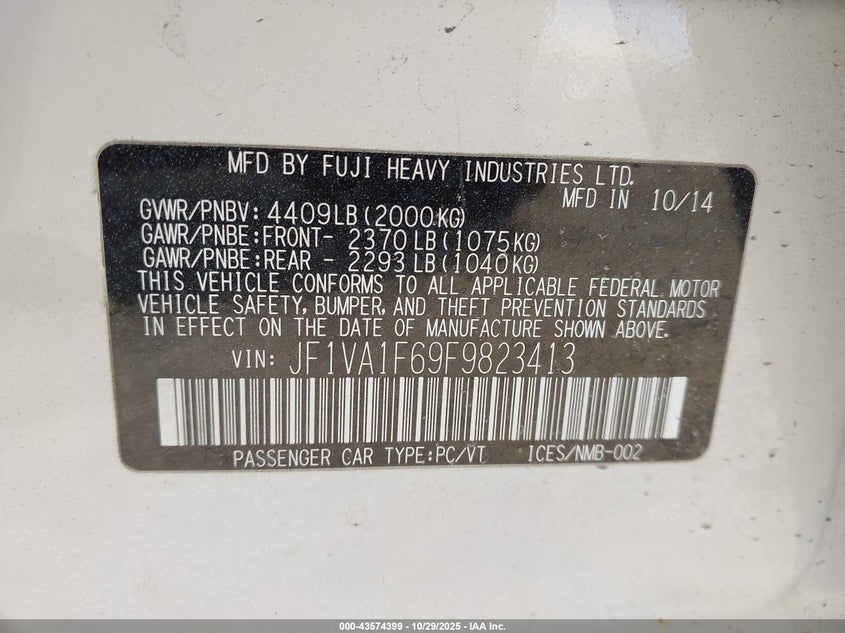 MFD BY FUJI HEAVY INDUSTRIES LTD.
MFD IN 10/14
GVWR/PNBV: 4409LB(2000KG)
GAWR/PNBE:FRONT- 2370LB(1075KG)
GAWR/PNBE:REAR - 2293LB(1040KG)
THIS VEHICLE CONFORMS TO ALL APPLICABLE FEDERAL MOTOR
VEHICLE SAFETY, BUMPER, AND THEFT PREVENTION STANDARDS
IN EFFECT ON THE DATE OF MANUFACTURE SHOWN ABOVE.
VIN: JF1VA1F69F9823413
PASSENGER CAR TYPE:PC/VT ICES/NMB-002
000-43574399 - 10/29/2025 - IAA Inc.